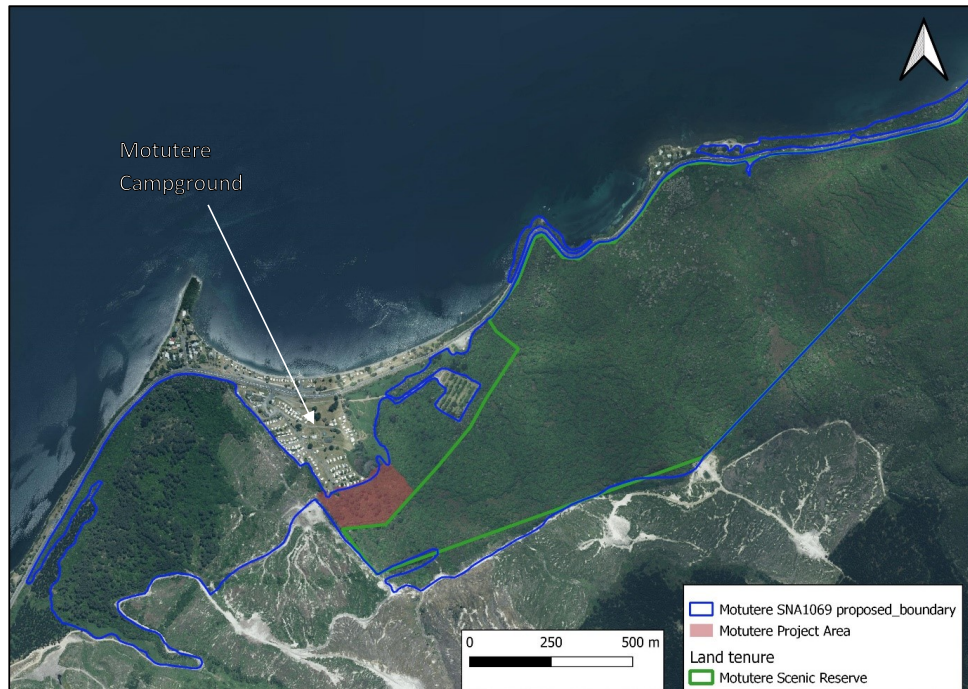 Motutere
Campground
0 250 500 m
Motutere SNA1069 proposed_boundary
Motutere Project Area
Land tenure
Motutere Scenic Reserve